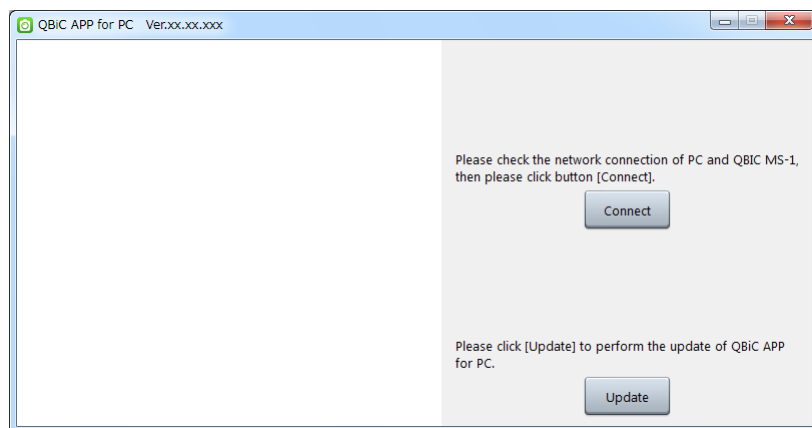 QBiC APP for PC Ver.xx.xx.xxx
Please check the network connection of PC and QBIC MS-1,
then please click button [Connect].
Connect
Please click [Update] to perform the update of QBiC APP
for PC.
Update